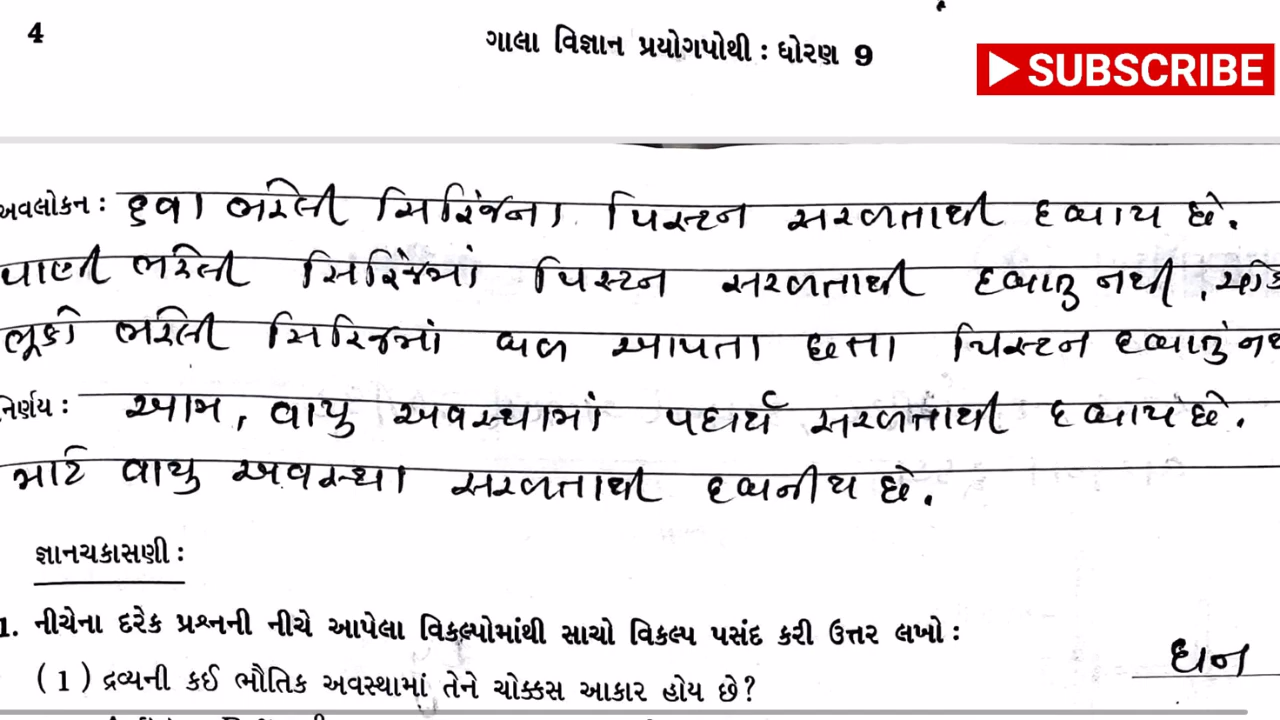 4
ગાલા વિજ્ઞાન પ્રયોગપોથી : ધોરણ 9
SUBSCRIBE
અવલોકન : હવા ભરેલી સિરિંજના પિસ્ટન સરળતાથી દબાય છે.
પાણી ભરેલી સિરિંજમાં પિસ્ટન સરળતાથી દબાતુ નથી.
ભૂકો ભરેલી સિરિજમાં બળ આપતા છત્તા પિસ્ટન દબાતું
નિર્ણય : આમ, વાયુ અવસ્થામાં પદાર્થ સરળતાથી દબાય છે.
માટે વાયુ અવસ્થા સરળતાથી દબનીય છે.
જ્ઞાનચકાસણી :
1. નીચેના દરેક પ્રશ્નની નીચે આપેલા વિકલ્પોમાંથી સાચો વિકલ્પ પસંદ કરી ઉત્તર લખો :
(1) દ્રવ્યની કઈ ભૌતિક અવસ્થામાં તેને ચોક્કસ આકાર હોય છે?
ઘન